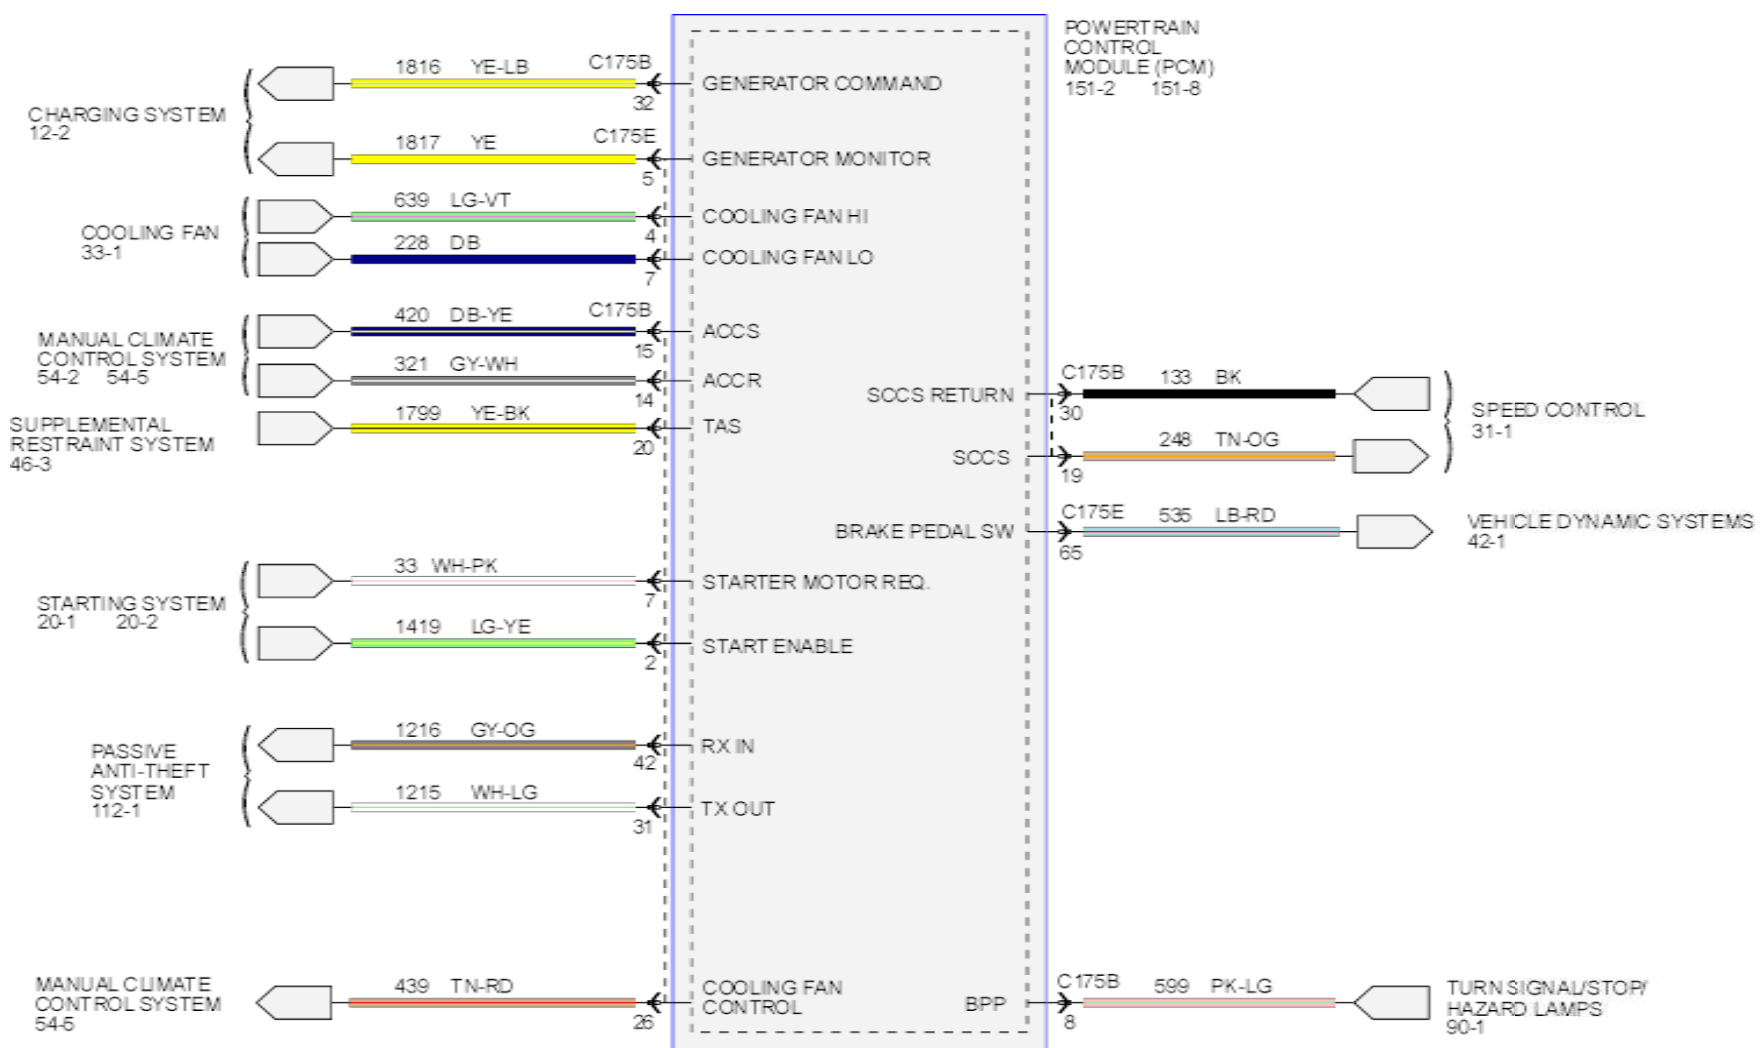 POWERTRAIN
CONTROL
MODULE (PCM)
151-2 151-8
CHARGING SYSTEM
12-2
1816 YE-LB C175B
32
GENERATOR COMMAND
1817 YE C175E
5
GENERATOR MONITOR
COOLING FAN
33-1
639 LG-VT
4
COOLING FAN HI
228 DB
7
COOLING FAN LO
MANUAL CLIMATE
CONTROL SYSTEM
54-2 54-5
420 DB-YE C175B
15
ACCS
321 GY-WH
14
ACCR
SUPPLEMENTAL
RESTRAINT SYSTEM
46-3
1799 YE-BK
20
TAS
SCCS RETURN
C175B 133 BK
30
SCCS
248 TN-OG
19
SPEED CONTROL
31-1
BRAKE PEDAL SW
C175E 535 LB-RD
65
VEHICLE DYNAMIC SYSTEMS
42-1
STARTING SYSTEM
20-1 20-2
33 WH-PK
7
STARTER MOTOR REQ.
1419 LG-YE
2
START ENABLE
PASSIVE
ANTI-THEFT
SYSTEM
112-1
1216 GY-OG
42
RX IN
1215 WH-LG
31
TX OUT
MANUAL CLIMATE
CONTROL SYSTEM
54-5
439 TN-RD
26
COOLING FAN
CONTROL
BPP
C175B 599 PK-LG
8
TURN SIGNAL/STOP/
HAZARD LAMPS
90-1